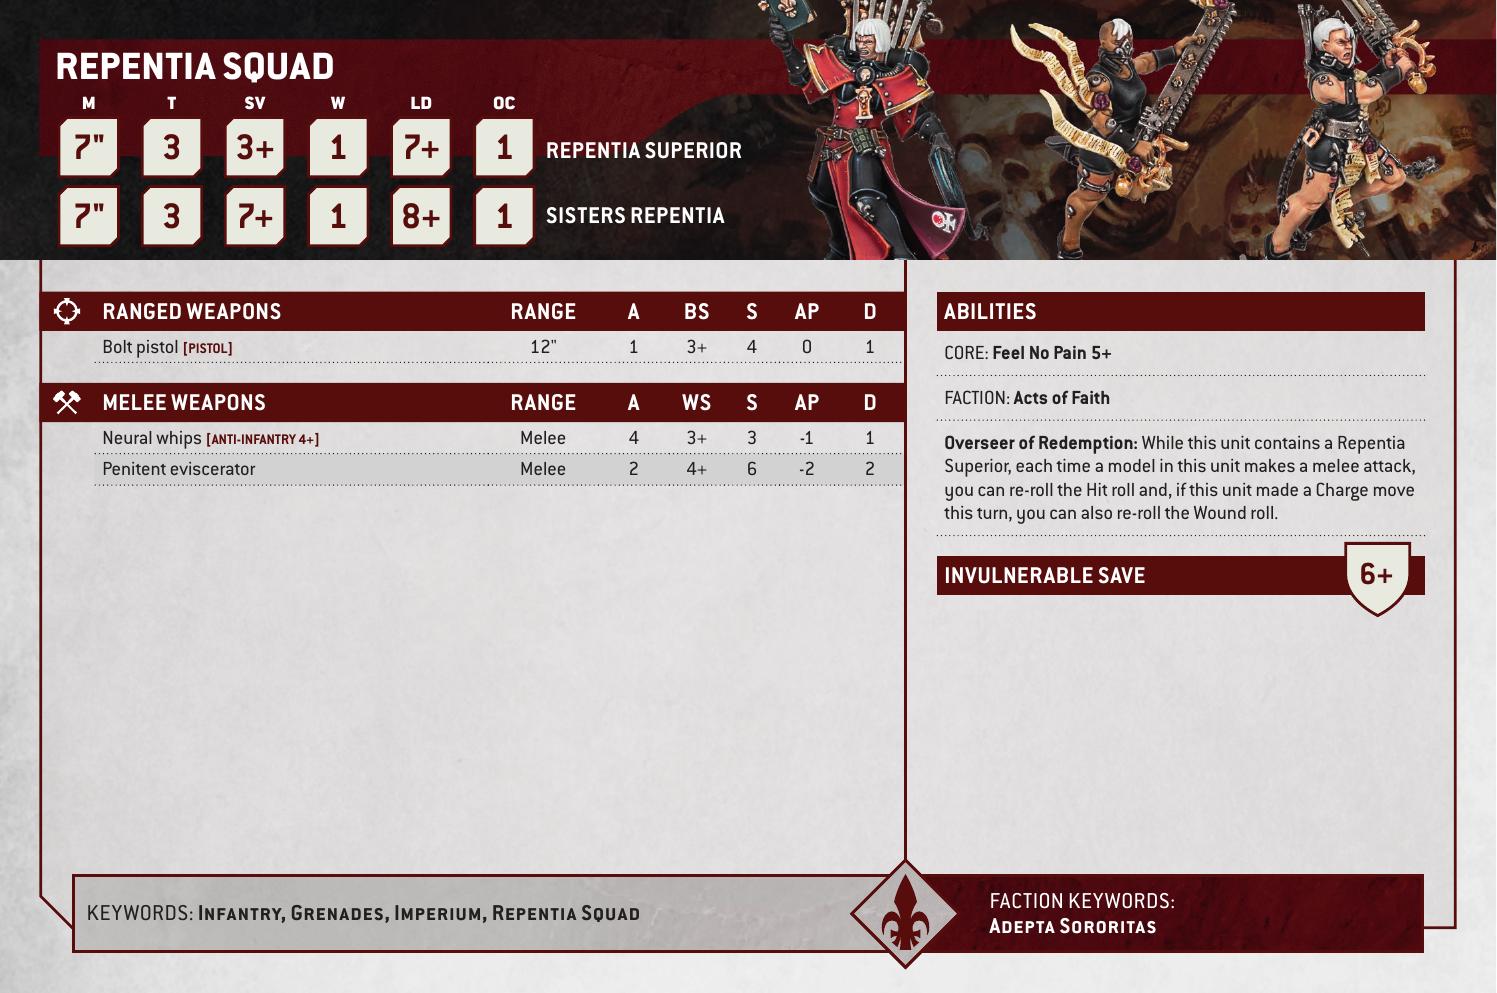 REPENTIA SQUAD
M T SV W LD OC
7" 3 3+ 1 7+ 1 REPENTIA SUPERIOR
7" 3 7+ 1 8+ 1 SISTERS REPENTIA
RANGED WEAPONS RANGE A BS S AP D
Bolt pistol [PISTOL] 12" 1 3+ 4 0 1
MELEE WEAPONS RANGE A WS S AP D
Neural whips [ANTI-INFANTRY 4+] Melee 4 3+ 3 -1 1
Penitent eviscerator Melee 2 4+ 6 -2 2
ABILITIES
CORE: Feel No Pain 5+
FACTION: Acts of Faith
Overseer of Redemption: While this unit contains a Repentia
Superior, each time a model in this unit makes a melee attack,
you can re-roll the Hit roll and, if this unit made a Charge move
this turn, you can also re-roll the Wound roll.
INVULNERABLE SAVE 6+
KEYWORDS: INFANTRY, GRENADES, IMPERIUM, REPENTIA SQUAD
FACTION KEYWORDS:
ADEPTA SORORITAS